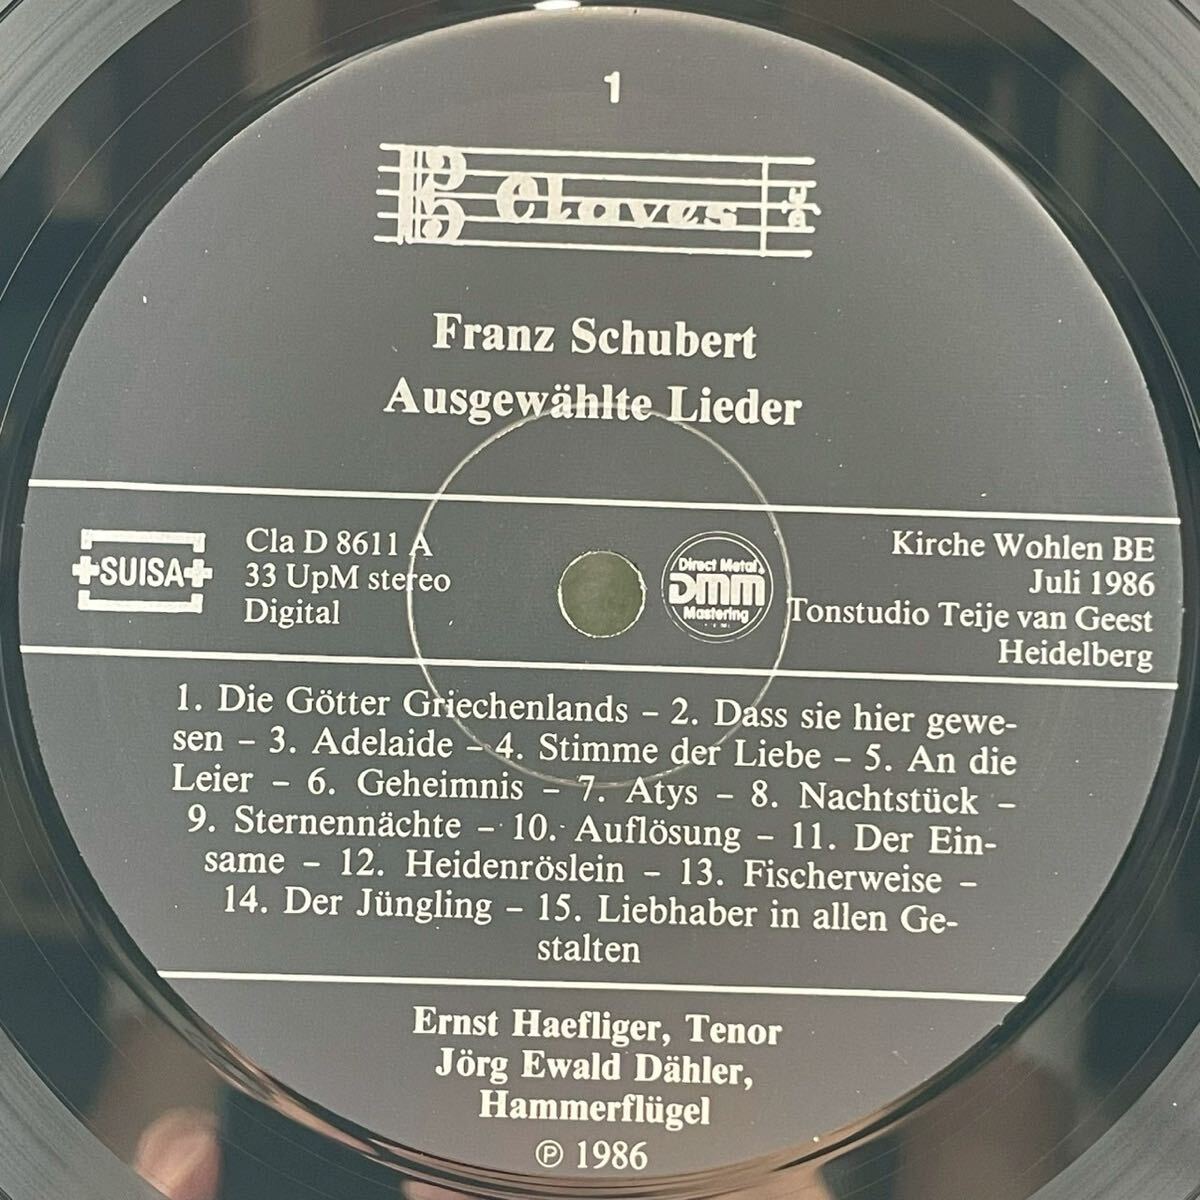 1
Claves
Franz Schubert
Ausgewählte Lieder
SUISA
Cla D 8611 A
33 UpM stereo
Digital
Direct Metal
DMM
Mastering
Kirche Wohlen BE
Juli 1986
Tonstudio Teije van Geest
Heidelberg
1. Die Götter Griechenlands – 2. Dass sie hier gewe-
sen – 3. Adelaide – 4. Stimme der Liebe – 5. An die
Leier – 6. Geheimnis – 7. Atys – 8. Nachtstück –
9. Sternennächte – 10. Auflösung – 11. Der Ein-
same – 12. Heidenröslein – 13. Fischerweise –
14. Der Jüngling – 15. Liebhaber in allen Ge-
stalten
Ernst Haefliger, Tenor
Jörg Ewald Dähler,
Hammerflügel
℗ 1986